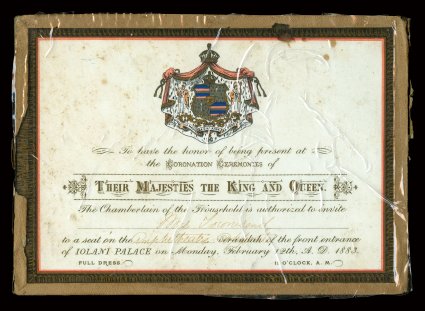 To have the honor of being present at
the CORONATION CEREMONIES of
THEIR MAJESTIES THE KING AND QUEEN.
The Chamberlain of the Household is authorized to invite
to a seat on the verandah of the front entrance
of IOLANI PALACE on Monday, February 12th, A. D. 1883.
FULL DRESS. 11 O'CLOCK, A. M.